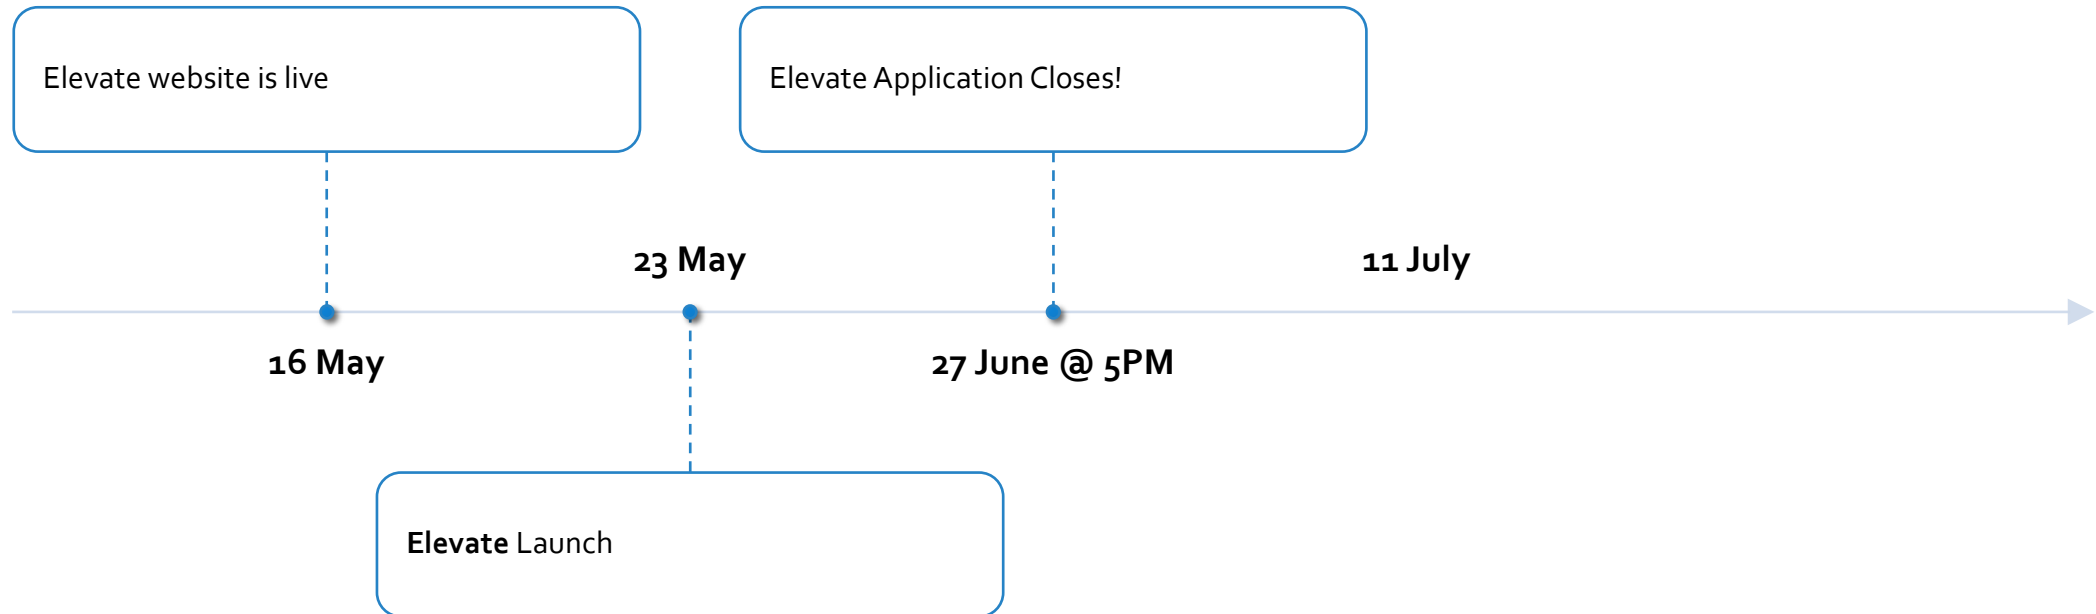 Elevate website is live
Elevate Application Closes!
23 May
11 July
16 May
27 June @ 5PM
Elevate Launch